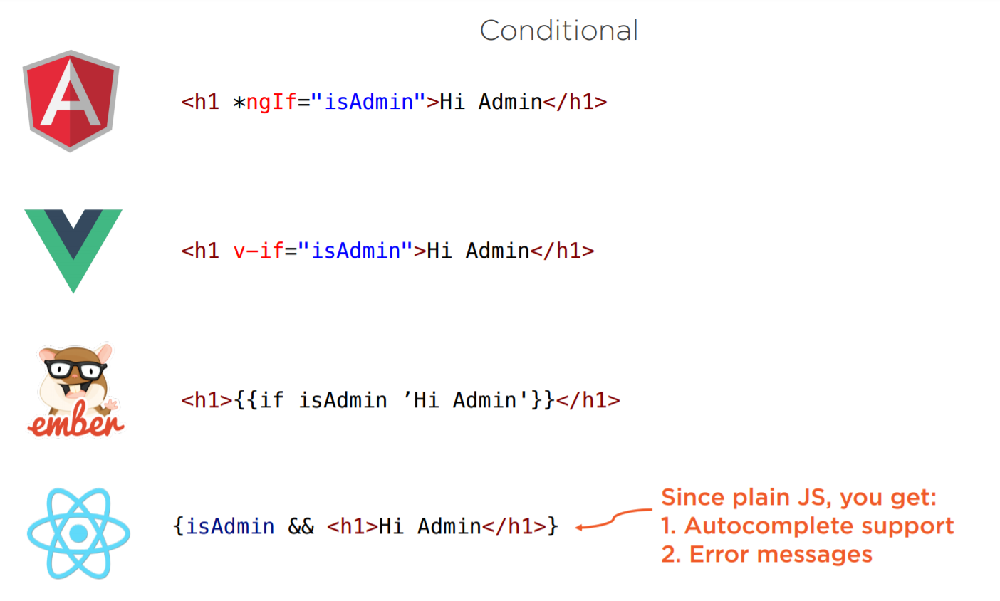 Conditional
<h1 *ngIf="isAdmin">Hi Admin</h1>
<h1 v-if="isAdmin">Hi Admin</h1>
ember
<h1>{{if isAdmin ’Hi Admin'}}</h1>
{isAdmin && <h1>Hi Admin</h1>}
Since plain JS, you get:
1. Autocomplete support
2. Error messages